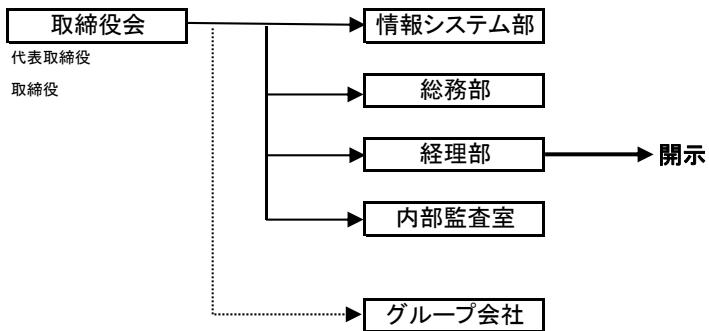 取締役会
代表取締役
取締役
情報システム部
総務部
経理部
開示
内部監査室
グループ会社